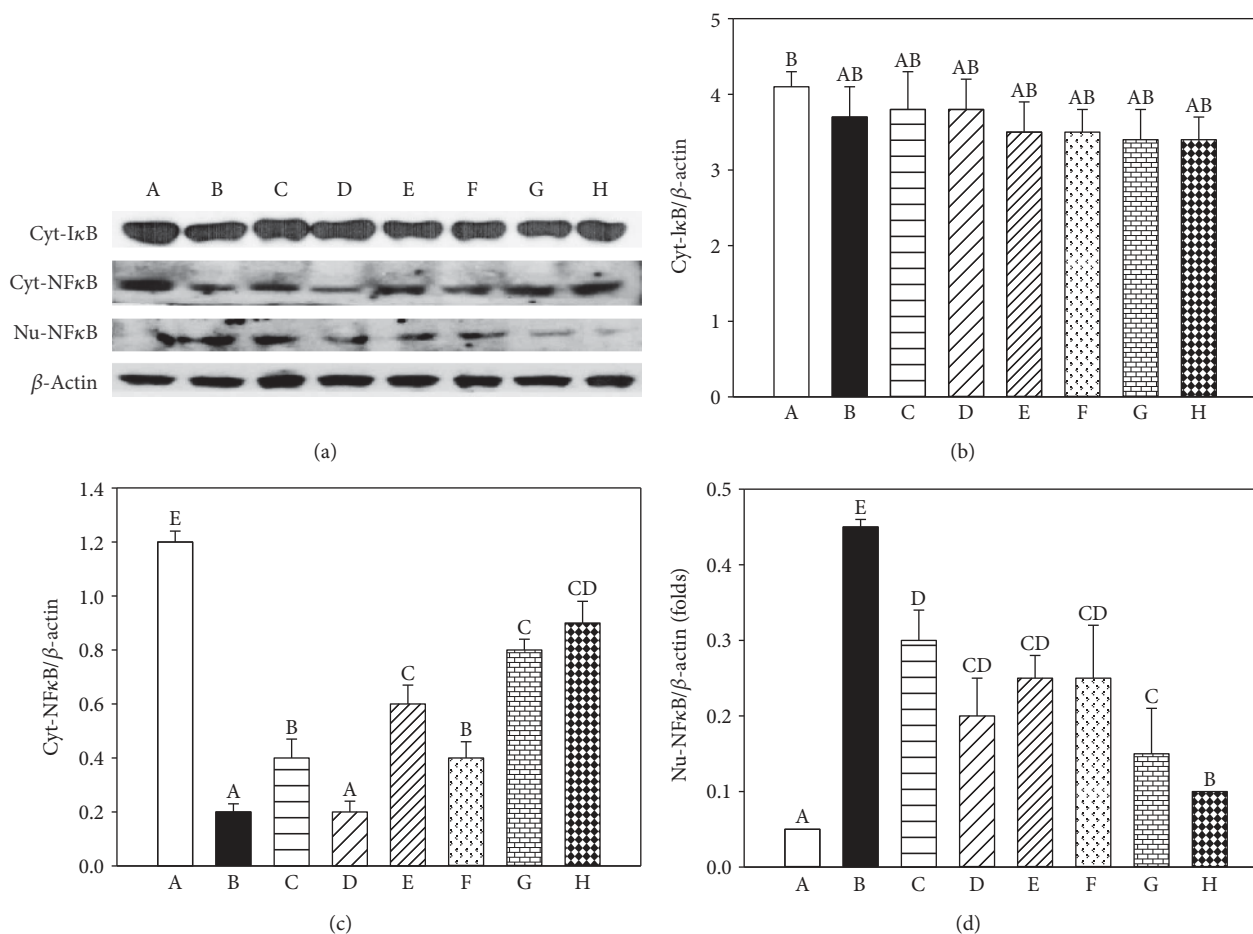 A B C D E F G H
Cyt-IκB
Cyt-NFκB
Nu-NFκB
β-Actin
(a)
5
4
3
2
1
0
Cyt-IκB/β-actin
B AB AB AB AB AB AB AB
A B C D E F G H
(b)
1.4
1.2
1.0
0.8
0.6
0.4
0.2
0.0
Cyt-NFκB/β-actin
E A B A C B C CD
A B C D E F G H
(c)
0.5
0.4
0.3
0.2
0.1
0.0
Nu-NFκB/β-actin (folds)
A E D CD CD CD C B
A B C D E F G H
(d)